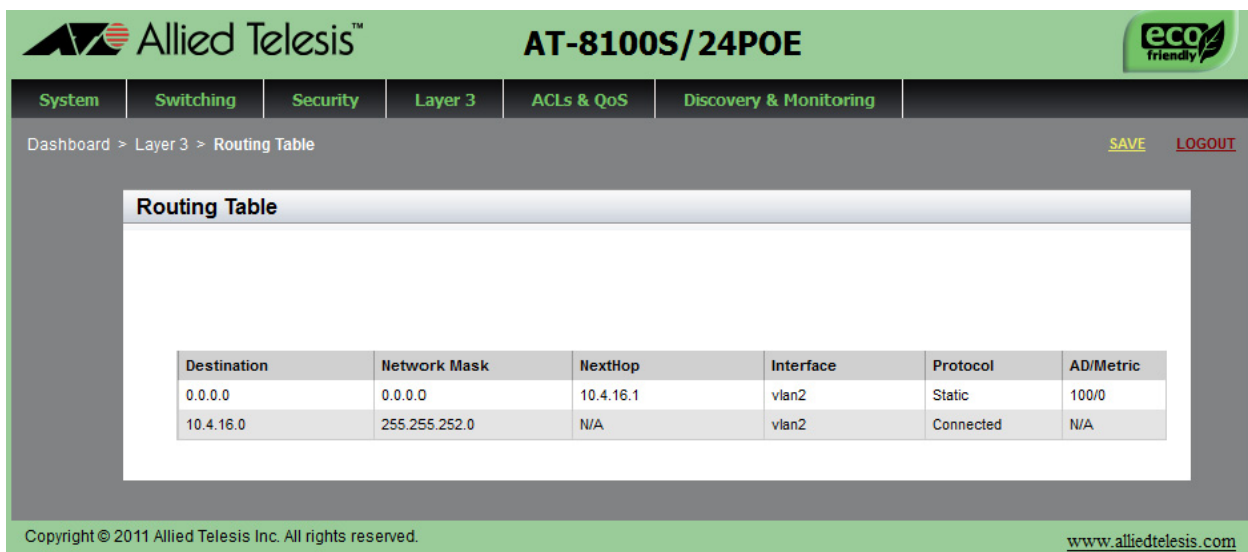 Allied Telesis™
AT-8100S/24POE
eco
friendly
System Switching Security Layer 3 ACLs & QoS Discovery & Monitoring
Dashboard > Layer 3 > Routing Table
SAVE LOGOUT
Routing Table
Destination Network Mask NextHop Interface Protocol AD/Metric
0.0.0.0 0.0.0.0 10.4.16.1 vlan2 Static 100/0
10.4.16.0 255.255.252.0 N/A vlan2 Connected N/A
Copyright © 2011 Allied Telesis Inc. All rights reserved.
www.alliedtelesis.com